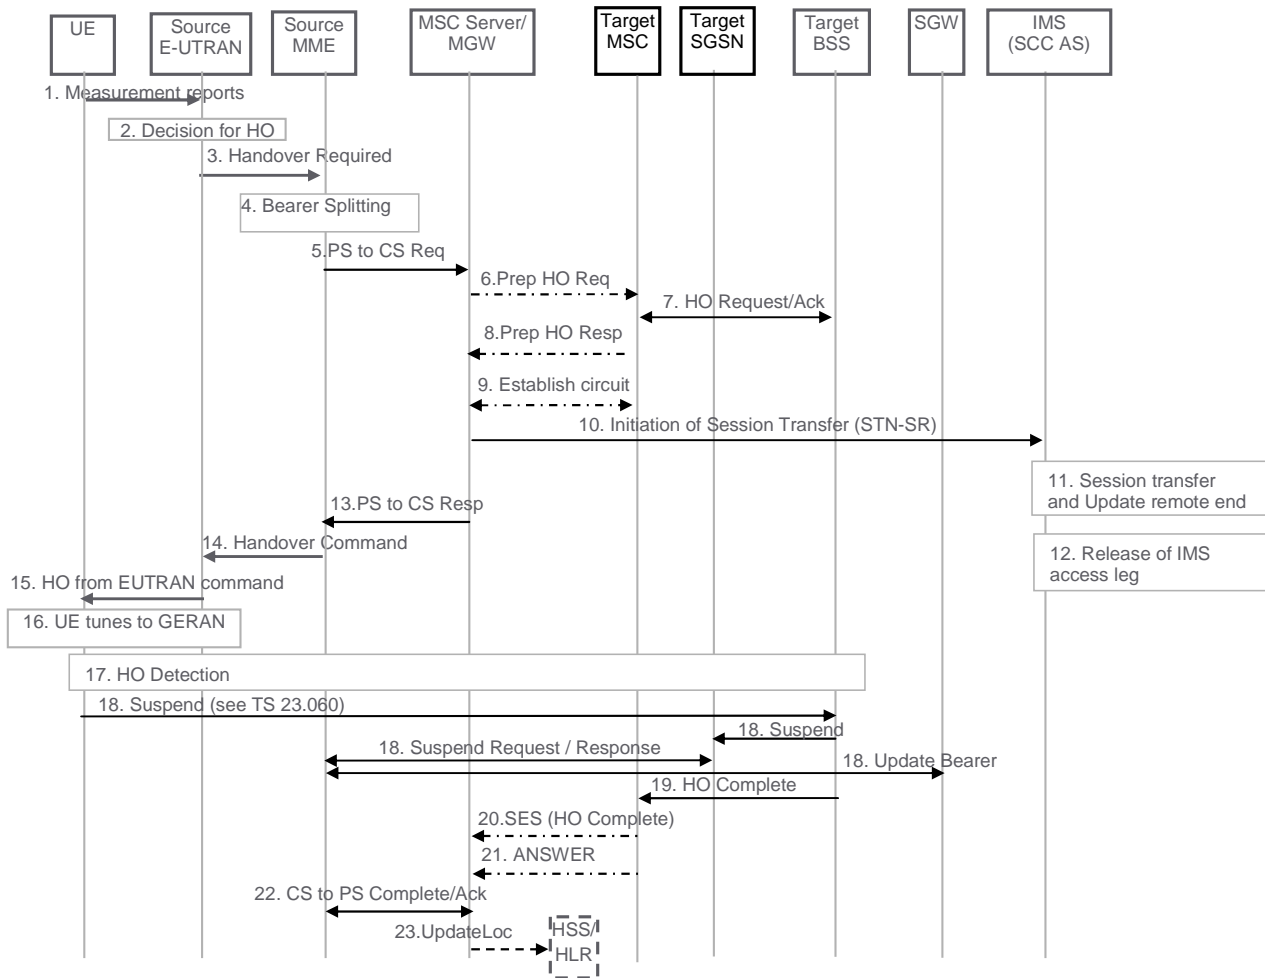 UE
Source
E-UTRAN
Source
MME
MSC Server/
MGW
Target
MSC
Target
SGSN
Target
BSS
SGW
IMS
(SCC AS)
1. Measurement reports
2. Decision for HO
3. Handover Required
4. Bearer Splitting
5.PS to CS Req
6.Prep HO Req
7. HO Request/Ack
8.Prep HO Resp
9. Establish circuit
10. Initiation of Session Transfer (STN-SR)
11. Session transfer
and Update remote end
13.PS to CS Resp
14. Handover Command
12. Release of IMS
access leg
15. HO from EUTRAN command
16. UE tunes to GERAN
17. HO Detection
18. Suspend (see TS 23.060)
18. Suspend
18. Suspend Request / Response
18. Update Bearer
19. HO Complete
20.SES (HO Complete)
21. ANSWER
22. CS to PS Complete/Ack
23.UpdateLoc
HSS/
HLR